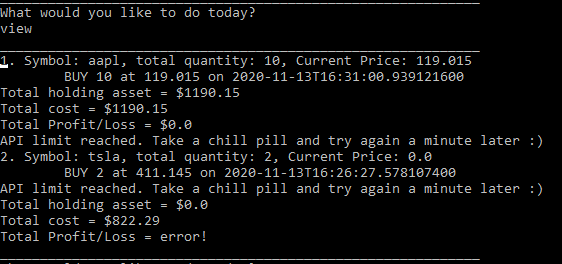 What would you like to do today?
view
1. Symbol: aapl, total quantity: 10, Current Price: 119.015
BUY 10 at 119.015 on 2020-11-13T16:31:00.939121600
Total holding asset = $1190.15
Total cost = $1190.15
Total Profit/Loss = $0.0
API limit reached. Take a chill pill and try again a minute later :)
2. Symbol: tsla, total quantity: 2, Current Price: 0.0
BUY 2 at 411.145 on 2020-11-13T16:26:27.578107400
API limit reached. Take a chill pill and try again a minute later :)
Total holding asset = $0.0
Total cost = $822.29
Total Profit/Loss = error!